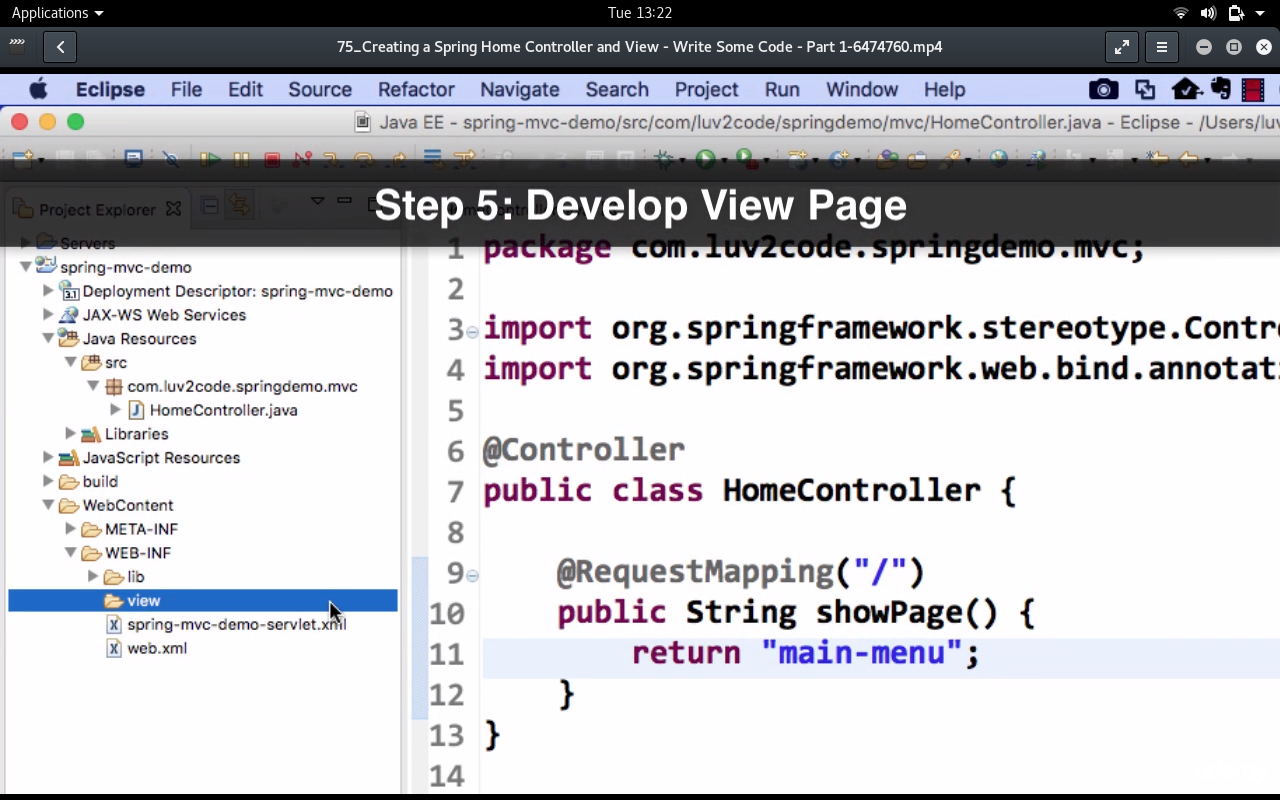 Applications
Tue 13:22
75_Creating a Spring Home Controller and View - Write Some Code - Part 1-6474760.mp4
Eclipse File Edit Source Refactor Navigate Search Project Run Window Help
Java EE - spring-mvc-demo/src/com/luv2code/springdemo/mvc/HomeController.java - Eclipse - /Users/luv
Project Explorer
Step 5: Develop View Page
Servers
spring-mvc-demo
3.1 Deployment Descriptor: spring-mvc-demo
JAX-WS Web Services
Java Resources
src
com.luv2code.springdemo.mvc
J HomeController.java
Libraries
JavaScript Resources
build
WebContent
META-INF
WEB-INF
lib
view
X spring-mvc-demo-servlet.xml
X web.xml
1 package com.luv2code.springdemo.mvc;
2
3 import org.springframework.stereotype.Contro
4 import org.springframework.web.bind.annotati
5
6 @Controller
7 public class HomeController {
8
9 @RequestMapping("/")
10 public String showPage() {
11 return "main-menu";
12 }
13 }
14